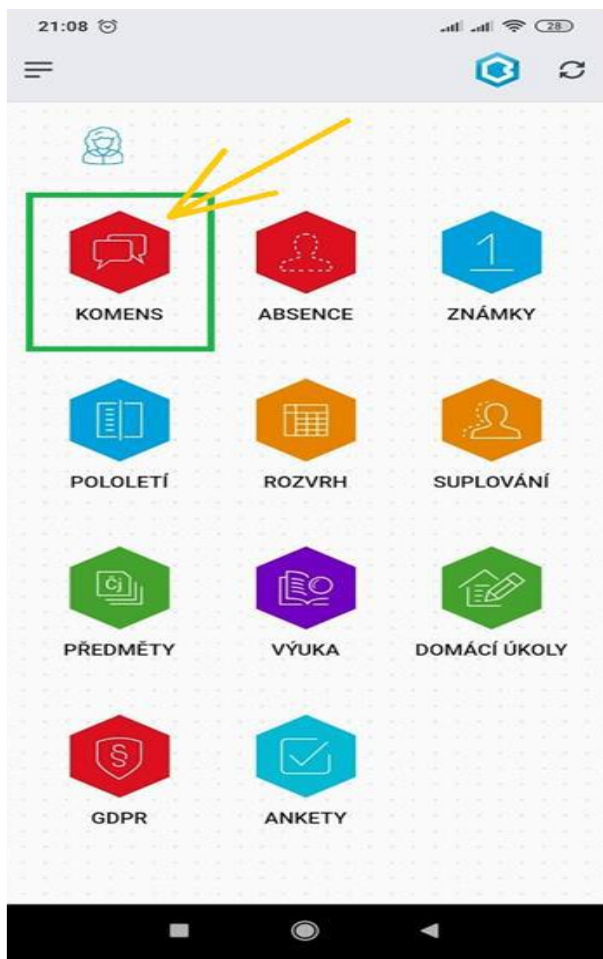 21:08
28
KOMENS
ABSENCE
1
ZNÁMKY
POLOLETÍ
ROZVRH
SUPLOVÁNÍ
Čj
PŘEDMĚTY
VÝUKA
DOMÁCÍ ÚKOLY
§
GDPR
ANKETY